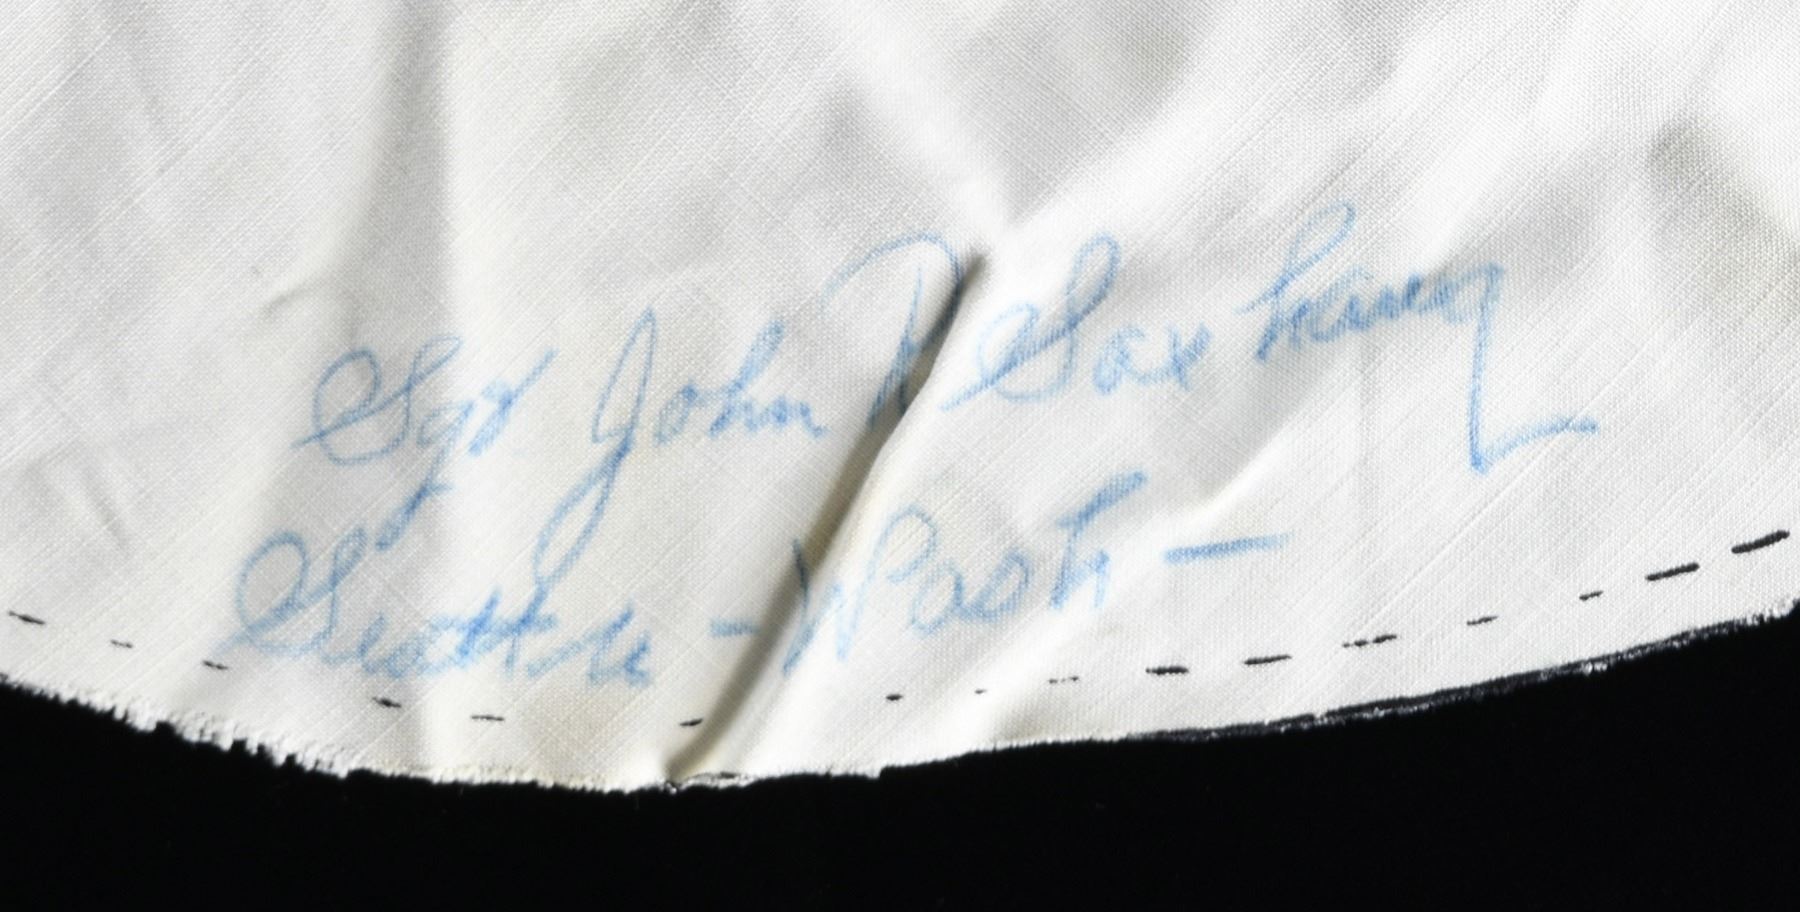 Sgt John
Seattle - Wash -